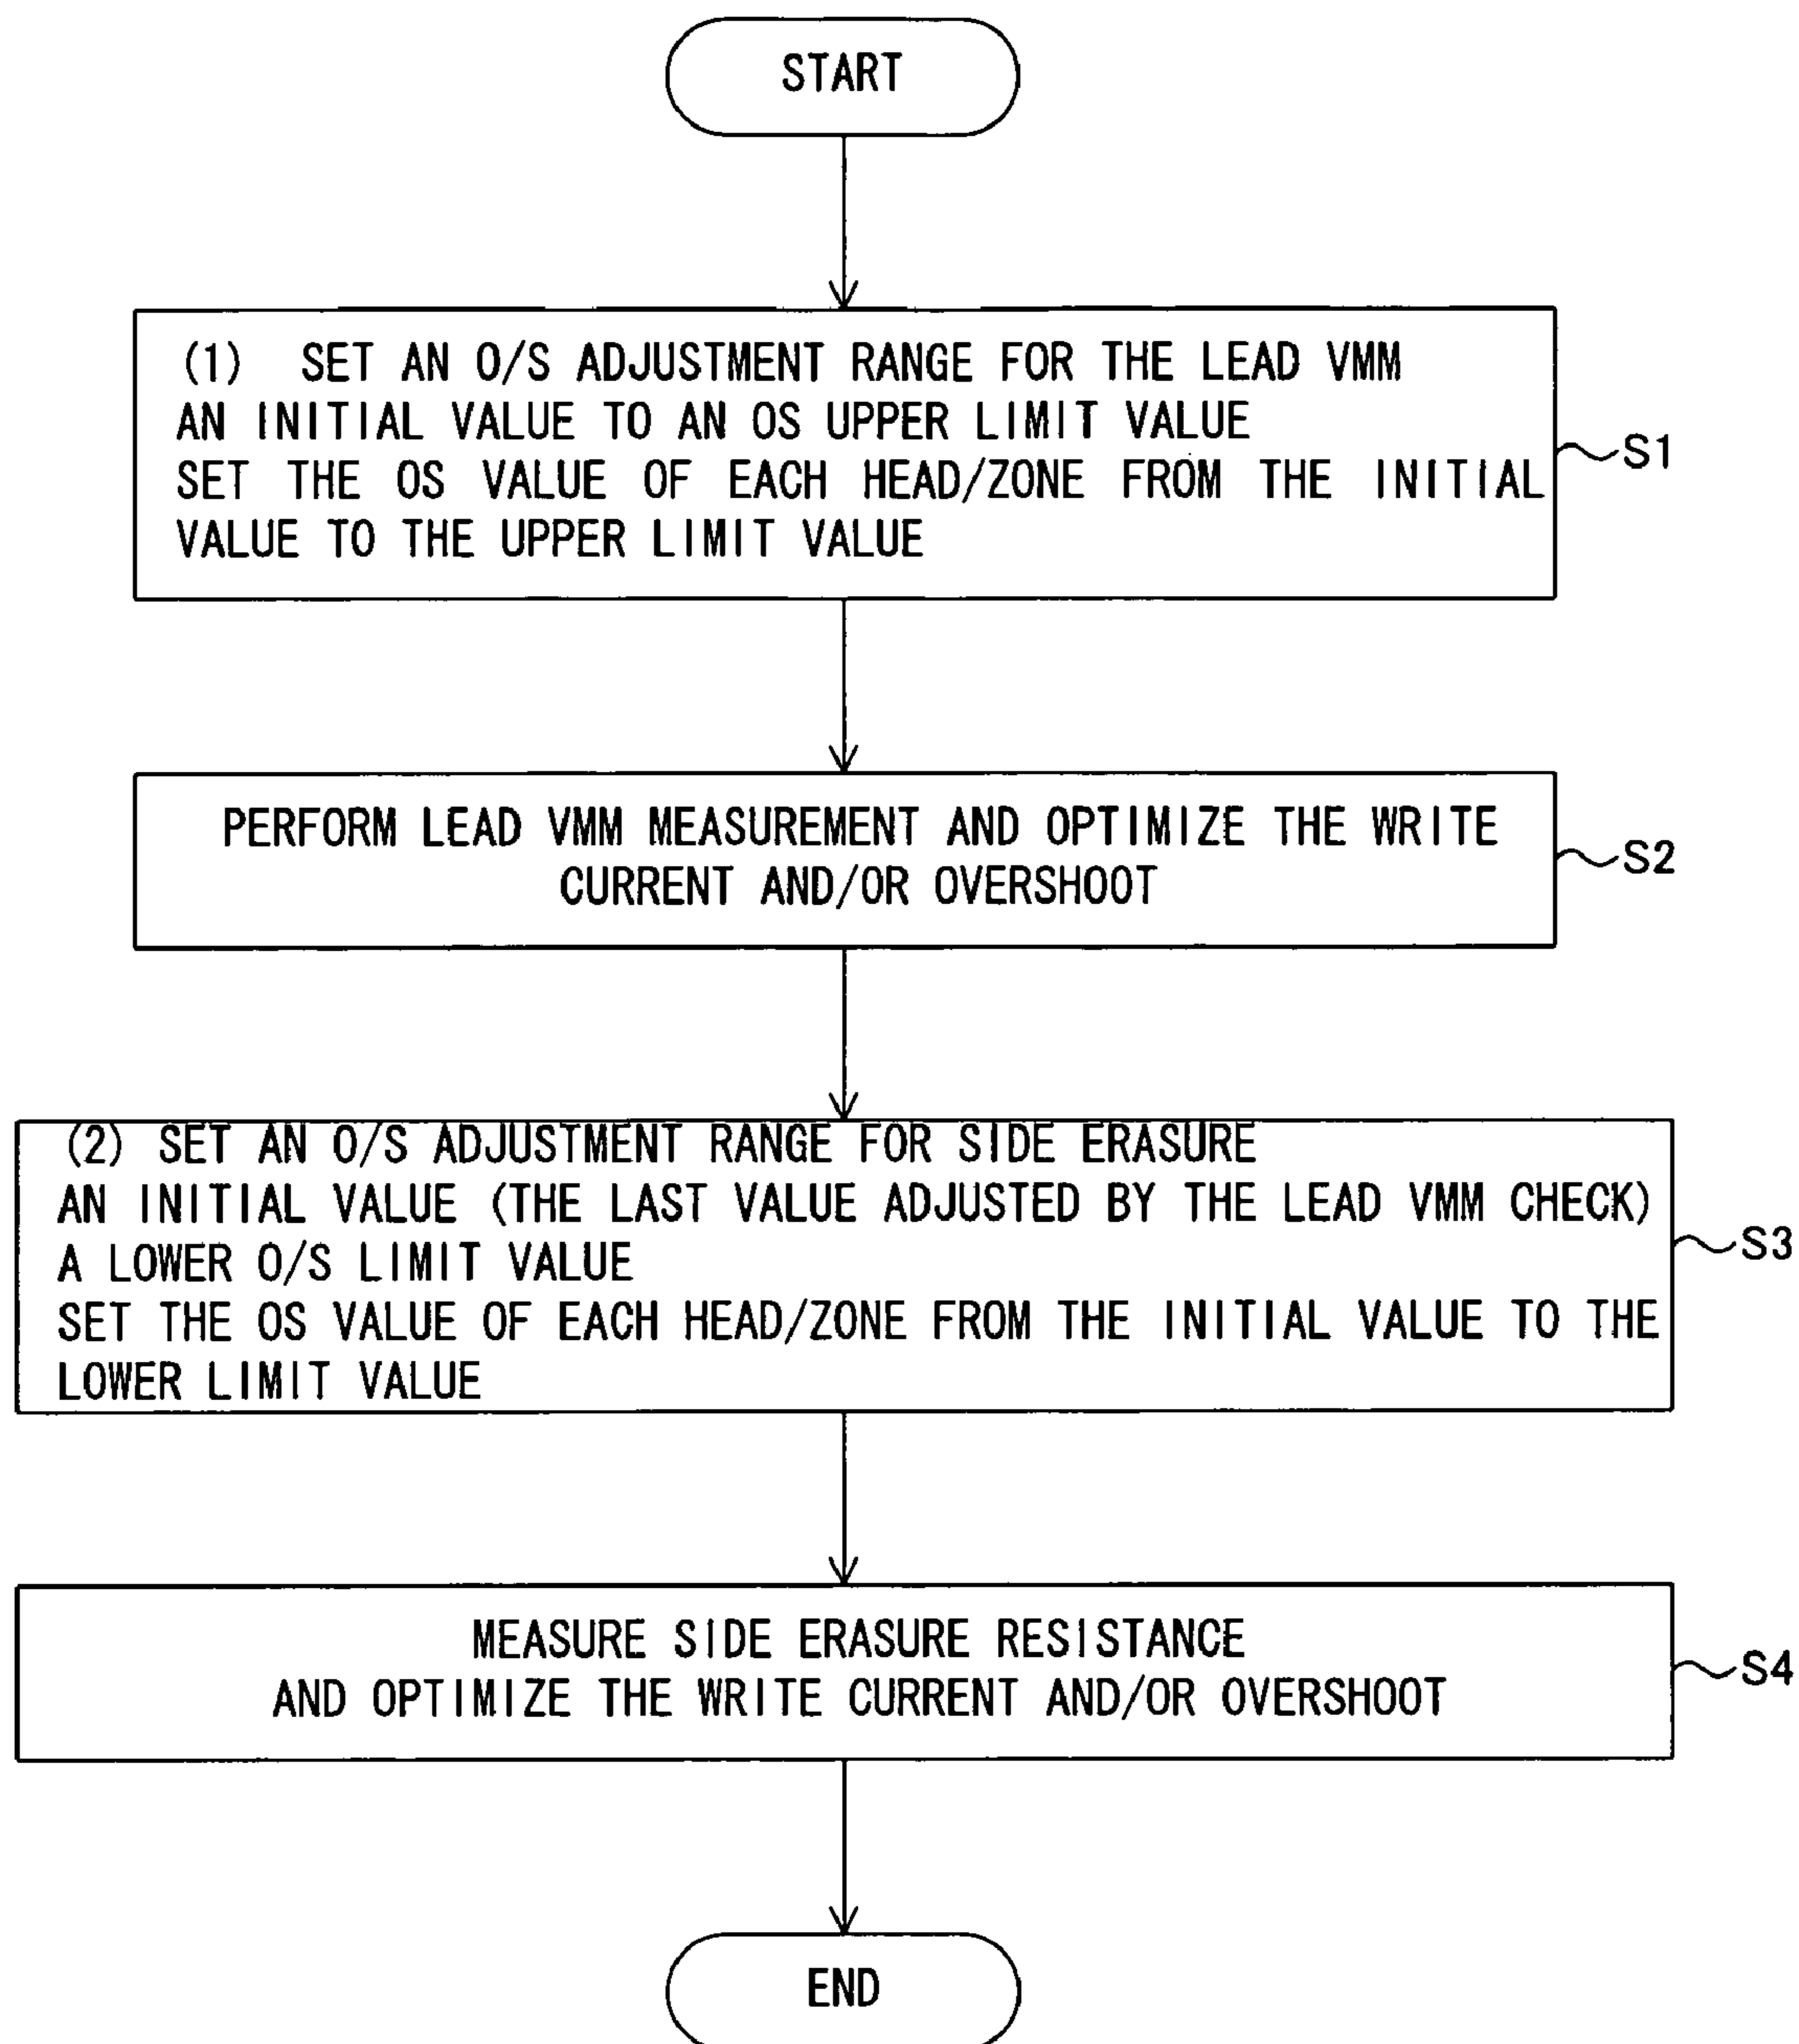 START
(1) SET AN O/S ADJUSTMENT RANGE FOR THE LEAD VMM
AN INITIAL VALUE TO AN OS UPPER LIMIT VALUE
SET THE OS VALUE OF EACH HEAD/ZONE FROM THE INITIAL
VALUE TO THE UPPER LIMIT VALUE
S1
PERFORM LEAD VMM MEASUREMENT AND OPTIMIZE THE WRITE
CURRENT AND/OR OVERSHOOT
S2
(2) SET AN O/S ADJUSTMENT RANGE FOR SIDE ERASURE
AN INITIAL VALUE (THE LAST VALUE ADJUSTED BY THE LEAD VMM CHECK)
A LOWER O/S LIMIT VALUE
SET THE OS VALUE OF EACH HEAD/ZONE FROM THE INITIAL VALUE TO THE
LOWER LIMIT VALUE
S3
MEASURE SIDE ERASURE RESISTANCE
AND OPTIMIZE THE WRITE CURRENT AND/OR OVERSHOOT
S4
END